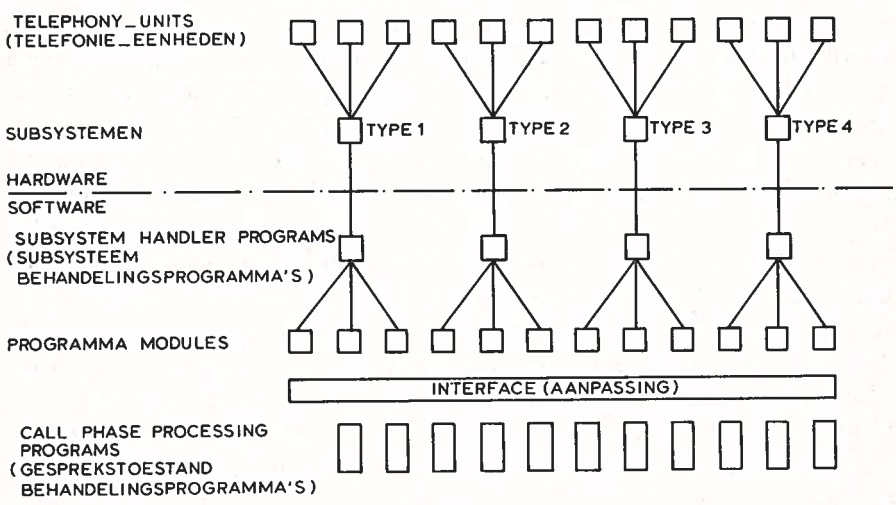 TELEPHONY_UNITS
(TELEFONIE_EENHEDEN)
SUBSYSTEMEN
TYPE 1
TYPE 2
TYPE 3
TYPE 4
HARDWARE
SOFTWARE
SUBSYSTEM HANDLER PROGRAMS
(SUBSYSTEEM
BEHANDELINGSPROGRAMMA'S)
PROGRAMMA MODULES
INTERFACE (AANPASSING)
CALL PHASE PROCESSING
PROGRAMS
(GESPREKSTOESTAND
BEHANDELINGSPROGRAMMA'S)